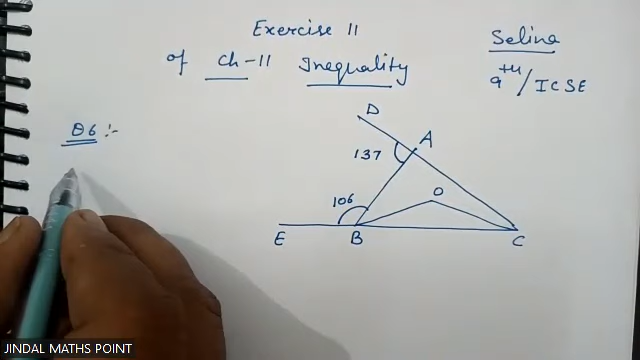 Exercise 11
of Ch-11 Inequality
Selina
9th/ICSE
Q6 :-
D
A
137
O
106
E
B
C
JINDAL MATHS POINT